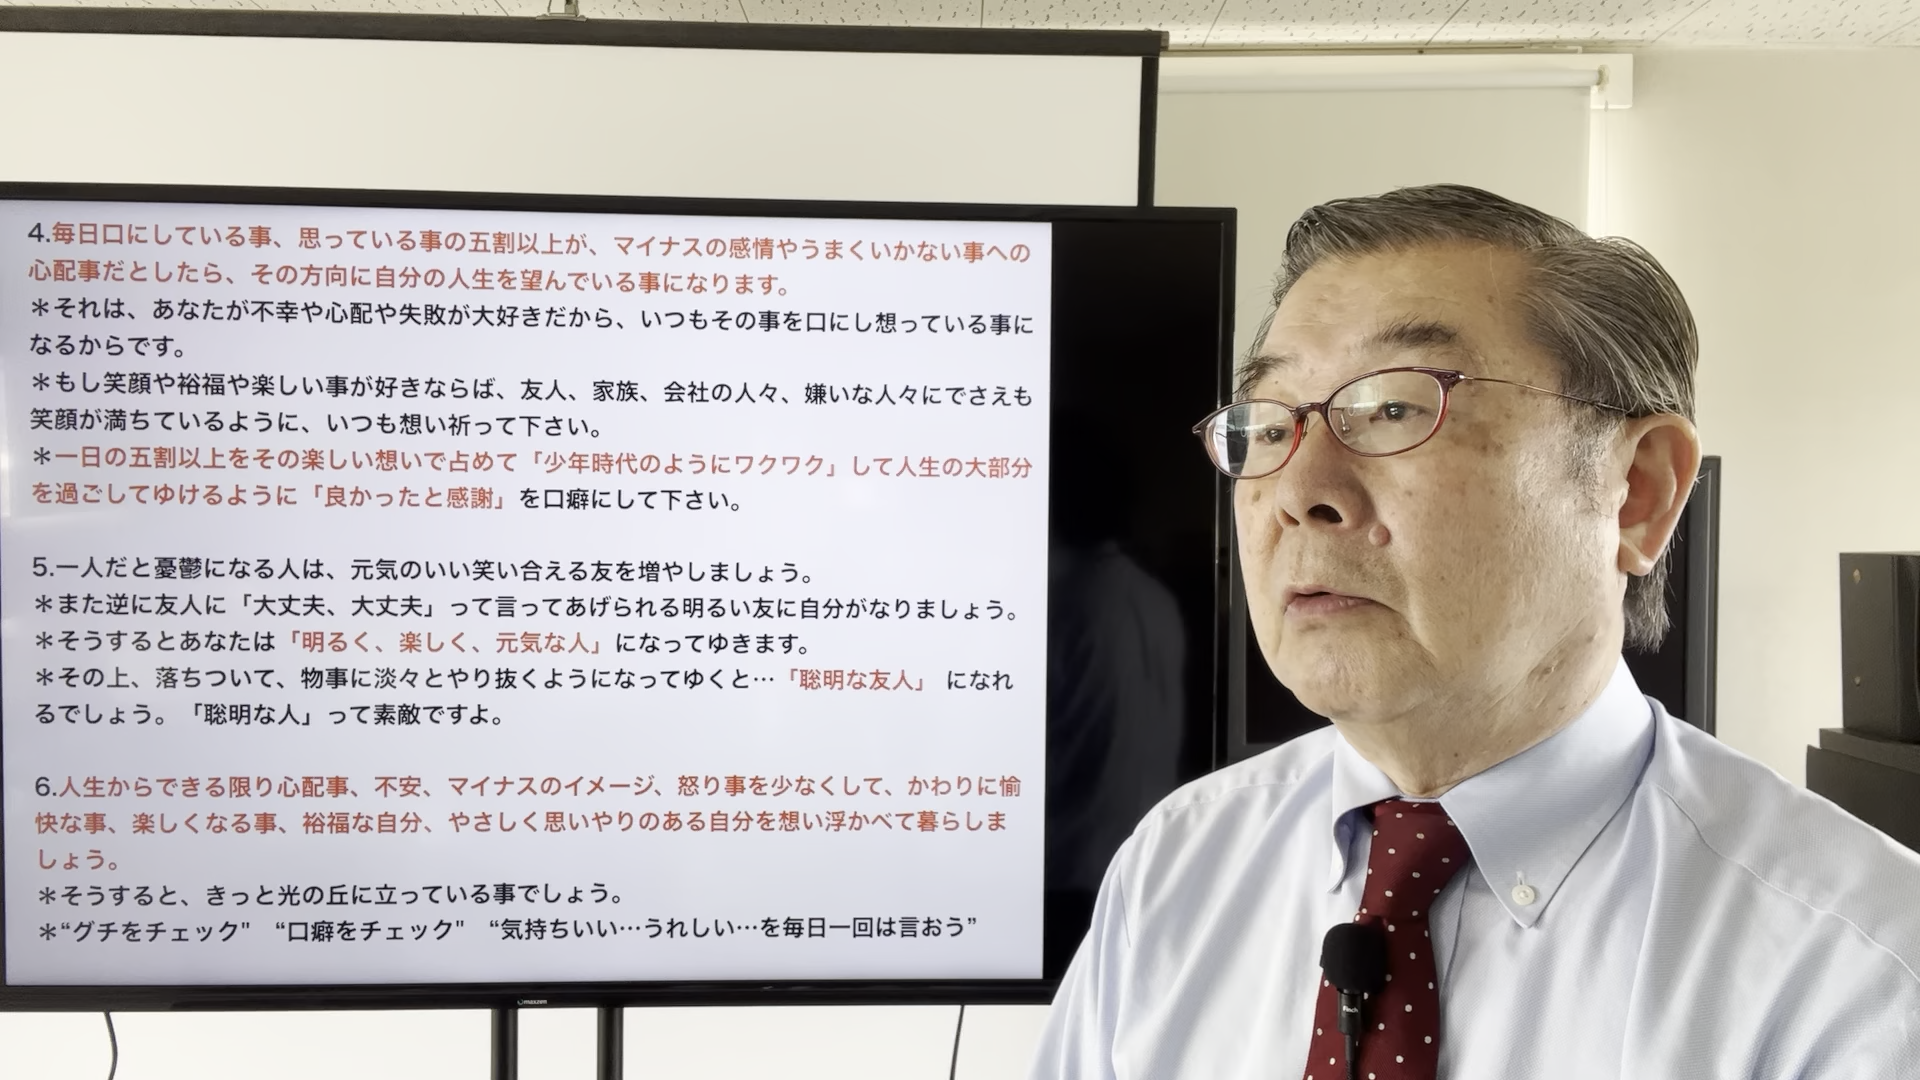 4.毎日口にしている事、思っている事の五割以上が、マイナスの感情やうまくいかない事への
心配事だとしたら、その方向に自分の人生を望んでいる事になります。
＊それは、あなたが不幸や心配や失敗が大好きだから、いつもその事を口にし想っている事に
なるからです。
＊もし笑顔や裕福や楽しい事が好きならば、友人、家族、会社の人々、嫌いな人々にでさえも
笑顔が満ちているように、いつも想い祈って下さい。
＊一日の五割以上をその楽しい想いで占めて「少年時代のようにワクワク」して人生の大部分
を過ごしてゆけるように「良かったと感謝」を口癖にして下さい。
5.一人だと憂鬱になる人は、元気のいい笑い合える友を増やしましょう。
＊また逆に友人に「大丈夫、大丈夫」って言ってあげられる明るい友に自分がなりましょう。
＊そうするとあなたは「明るく、楽しく、元気な人」になってゆきます。
＊その上、落ちついて、物事に淡々とやり抜くようになってゆくと…「聡明な友人」 になれ
るでしょう。「聡明な人」って素敵ですよ。
6.人生からできる限り心配事、不安、マイナスのイメージ、怒り事を少なくして、かわりに愉
快な事、楽しくなる事、裕福な自分、やさしく思いやりのある自分を想い浮かべて暮らしま
しょう。
＊そうすると、きっと光の丘に立っている事でしょう。
＊“グチをチェック" “口癖をチェック" “気持ちいい…うれしい…を毎日一回は言おう”
maxzen